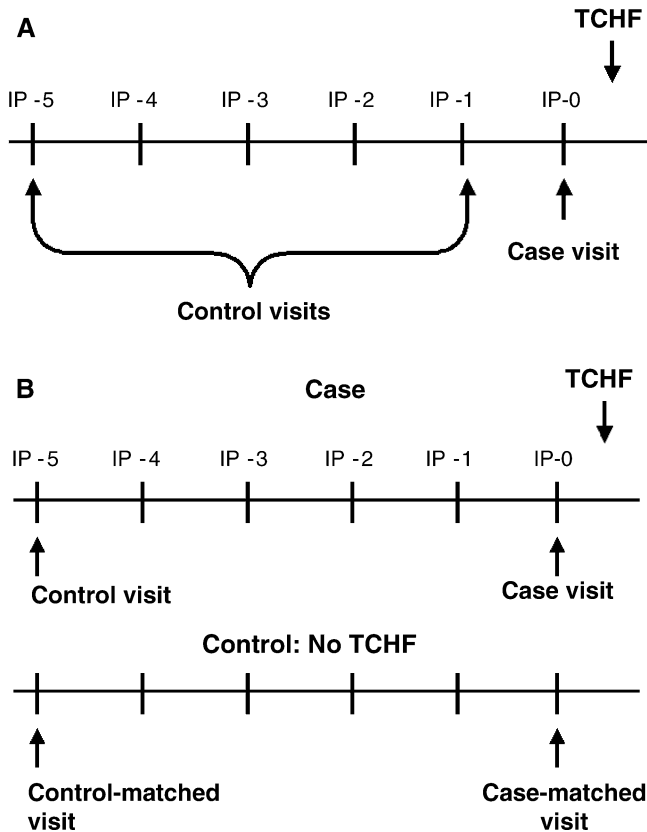 A
TCHF
IP -5 IP -4 IP -3 IP -2 IP -1 IP-0
Case visit
Control visits
B
Case
TCHF
IP -5 IP -4 IP -3 IP -2 IP -1 IP-0
Control visit
Case visit
Control: No TCHF
Control-matched
visit
Case-matched
visit